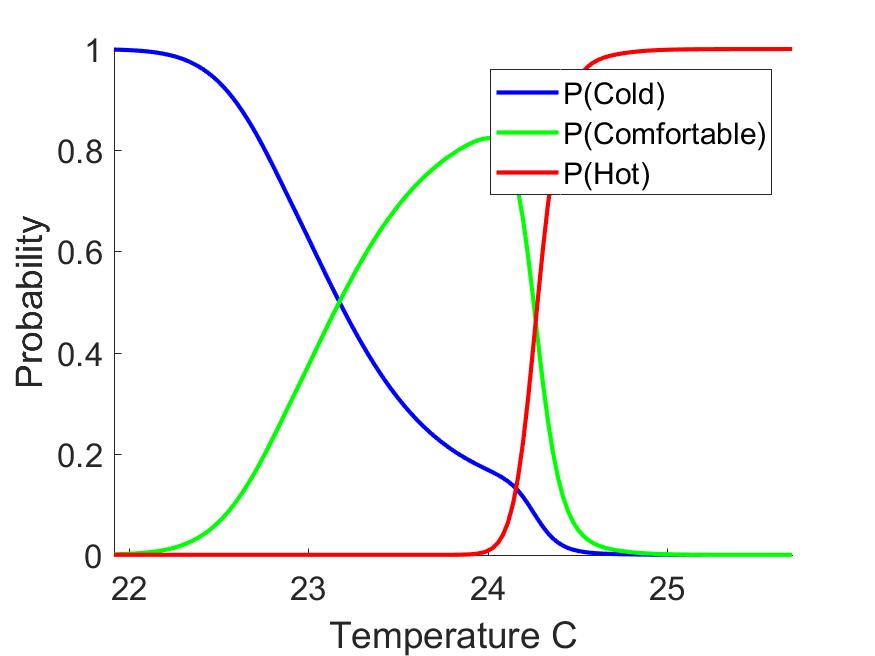 1
0.8
0.6
0.4
0.2
0
Probability
P(Cold)
P(Comfortable)
P(Hot)
22 23 24 25
Temperature C